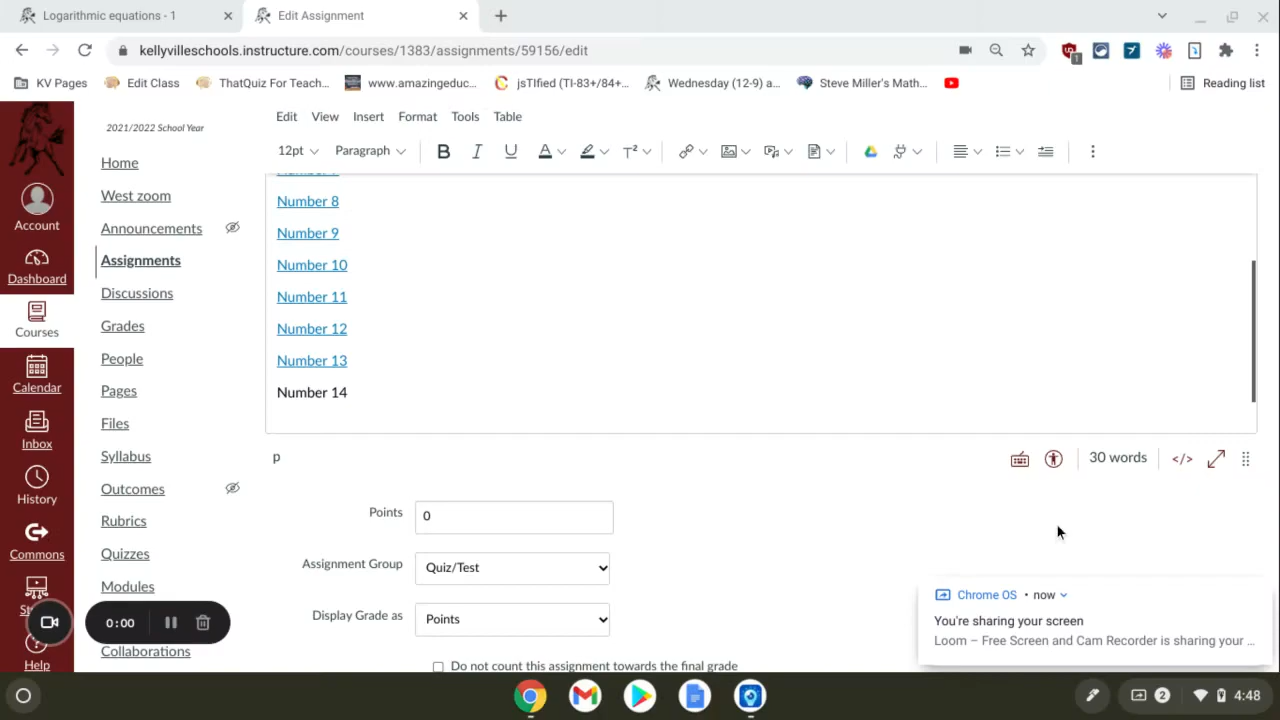 Logarithmic equations - 1
Edit Assignment
kellyvilleschools.instructure.com/courses/1383/assignments/59156/edit
1
KV Pages
Edit Class
ThatQuiz For Teach...
www.amazingeduc...
jsTIfied (TI-83+/84+...
Wednesday (12-9) a...
Steve Miller's Math...
Reading list
2021/2022 School Year
Home
West zoom
Announcements
Assignments
Discussions
Grades
People
Pages
Files
Syllabus
Outcomes
Rubrics
Quizzes
Modules
Collaborations
Account
Dashboard
Courses
Calendar
Inbox
History
Commons
Help
0:00
Edit View Insert Format Tools Table
12pt Paragraph B I U A T²
Number 8
Number 9
Number 10
Number 11
Number 12
Number 13
Number 14
p
30 words </>
Points 0
Assignment Group Quiz/Test
Display Grade as Points
Do not count this assignment towards the final grade
Chrome OS • now
You're sharing your screen
Loom – Free Screen and Cam Recorder is sharing your ...
2 4:48